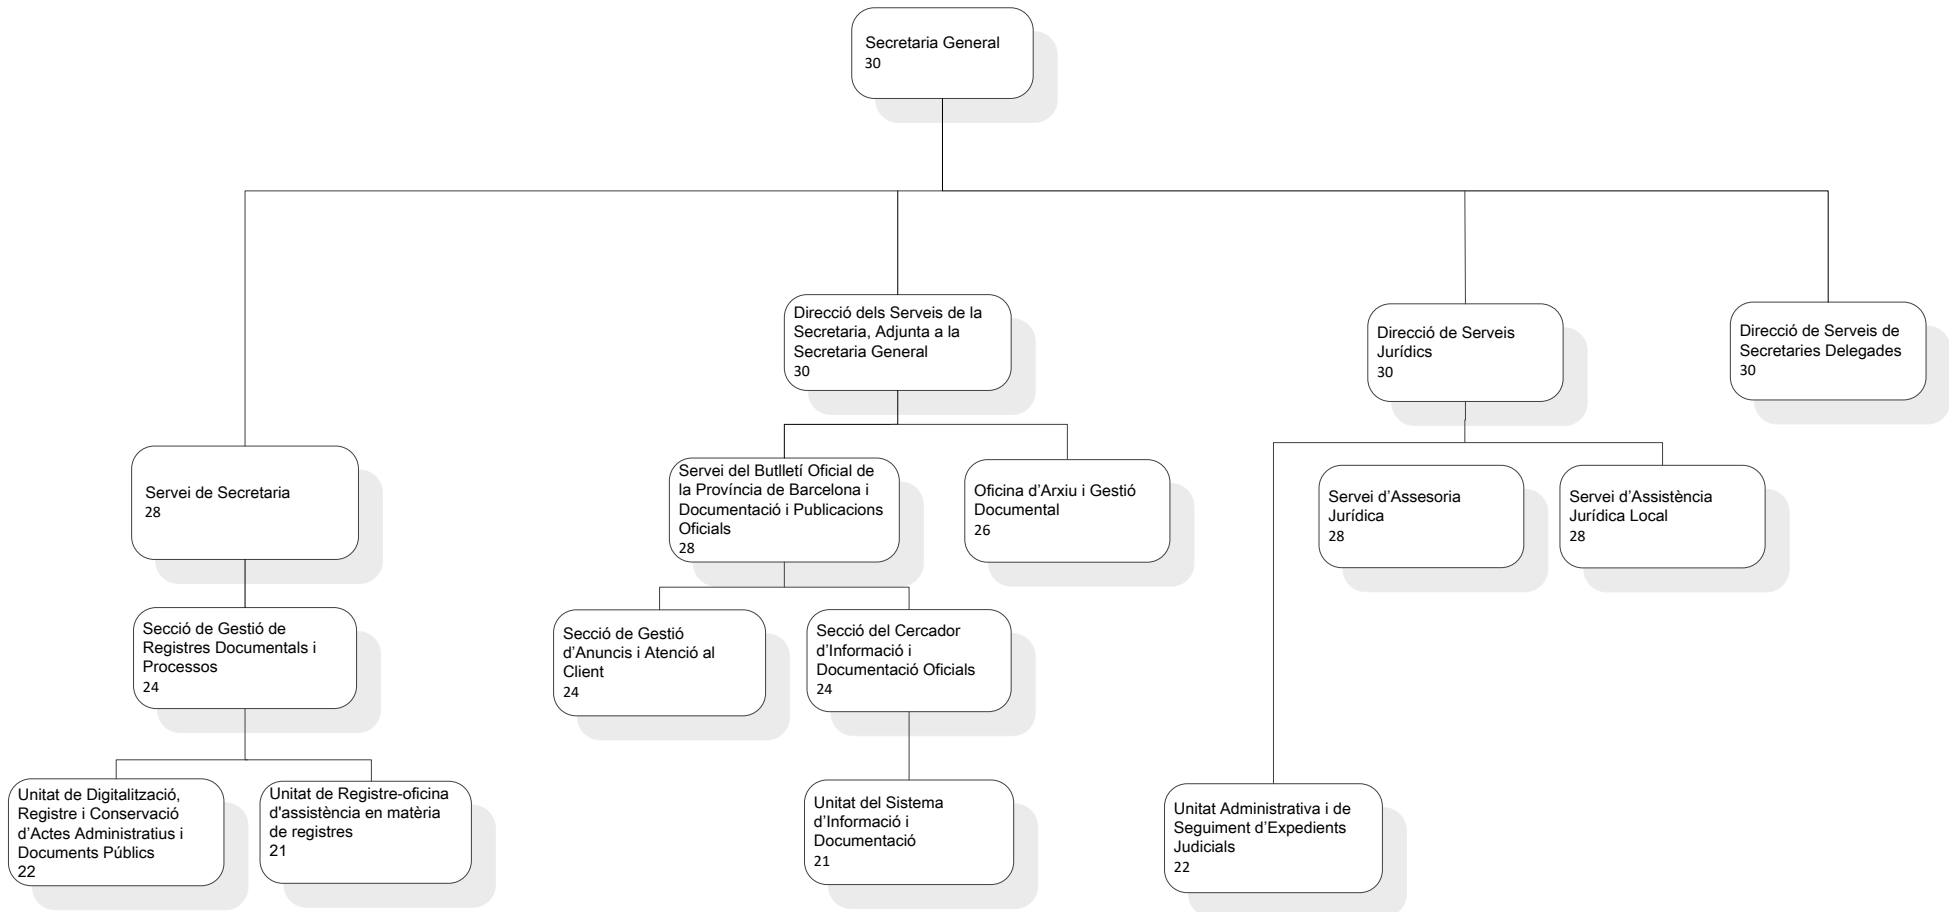 Secretaria General
30
Direcció dels Serveis de la
Secretaria, Adjunta a la
Secretaria General
30
Direcció de Serveis
Jurídics
30
Direcció de Serveis de
Secretaries Delegades
30
Servei de Secretaria
28
Servei del Butlletí Oficial de
la Província de Barcelona i
Documentació i Publicacions
Oficials
28
Oficina d’Arxiu i Gestió
Documental
26
Servei d’Assesoria
Jurídica
28
Servei d’Assistència
Jurídica Local
28
Secció de Gestió de
Registres Documentals i
Processos
24
Secció de Gestió
d’Anuncis i Atenció al
Client
24
Secció del Cercador
d’Informació i
Documentació Oficials
24
Unitat de Digitalització,
Registre i Conservació
d’Actes Administratius i
Documents Públics
22
Unitat de Registre-oficina
d'assistència en matèria
de registres
21
Unitat del Sistema
d’Informació i
Documentació
21
Unitat Administrativa i de
Seguiment d’Expedients
Judicials
22